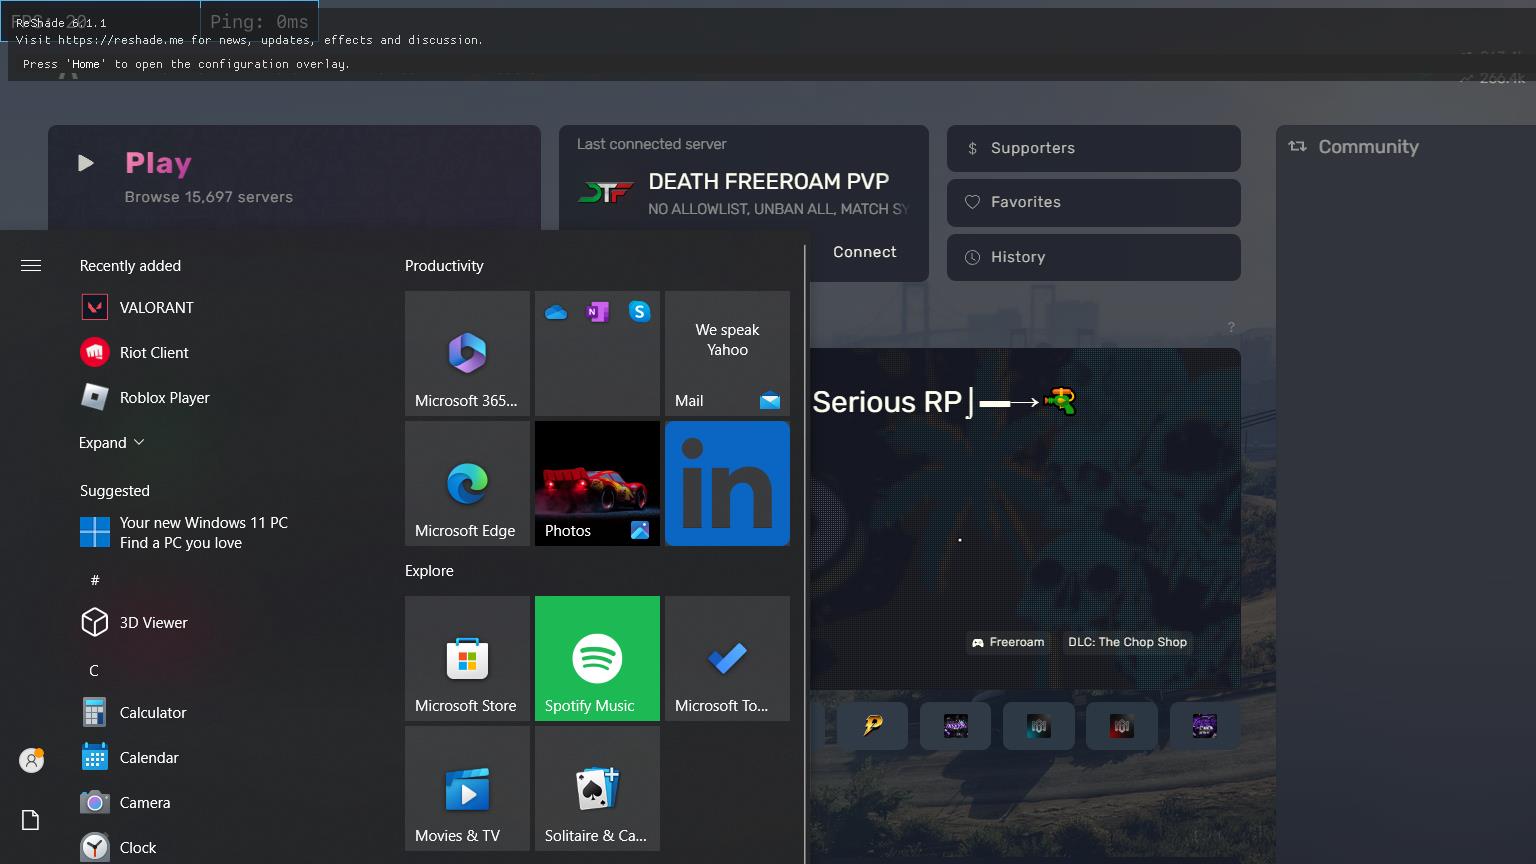 FPS: 20
Ping: 0ms
ReShade 6.1.1
Visit https://reshade.me for news, updates, effects and discussion.
Press 'Home' to open the configuration overlay.
266.4k
Play
Browse 15,697 servers
Last connected server
DTF
DEATH FREEROAM PVP
NO ALLOWLIST, UNBAN ALL, MATCH SY
Connect
$ Supporters
Favorites
History
Community
?
Serious RP⌋▬▬→
Freeroam
DLC: The Chop Shop
Recently added
VALORANT
Riot Client
Roblox Player
Expand
Suggested
Your new Windows 11 PC
Find a PC you love
#
3D Viewer
C
Calculator
Calendar
Camera
Clock
Productivity
Microsoft 365...
N
S
We speak
Yahoo
Mail
Microsoft Edge
Photos
in
Explore
Microsoft Store
Spotify Music
Microsoft To...
Movies & TV
Solitaire & Ca...